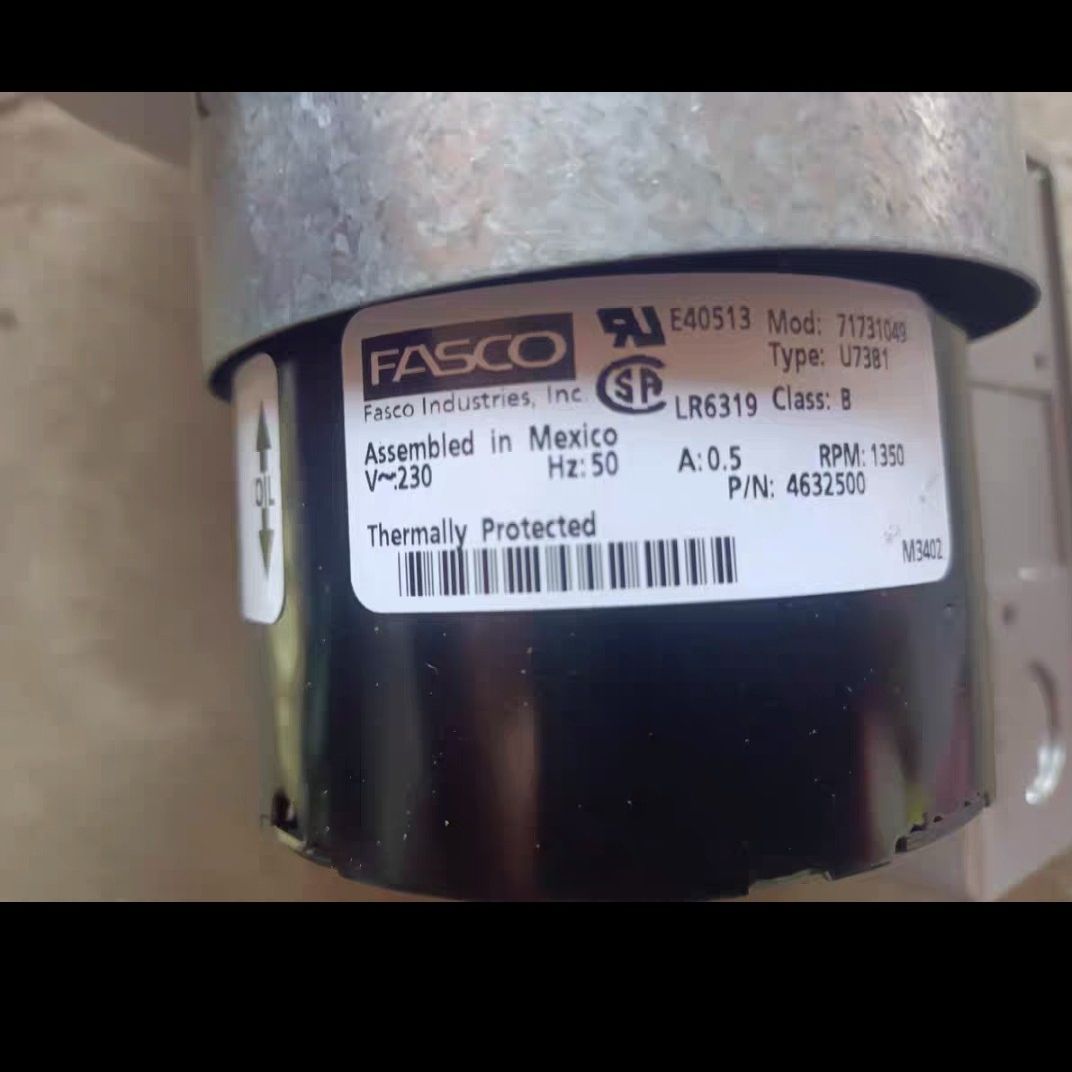 FASCO
E40513 Mod: 71731049
Type: U7381
Fasco Industries, Inc.
LR6319 Class: B
Assembled in Mexico
V~:230 Hz: 50 A: 0.5 RPM: 1350
P/N: 4632500
Thermally Protected
M3402
OIL